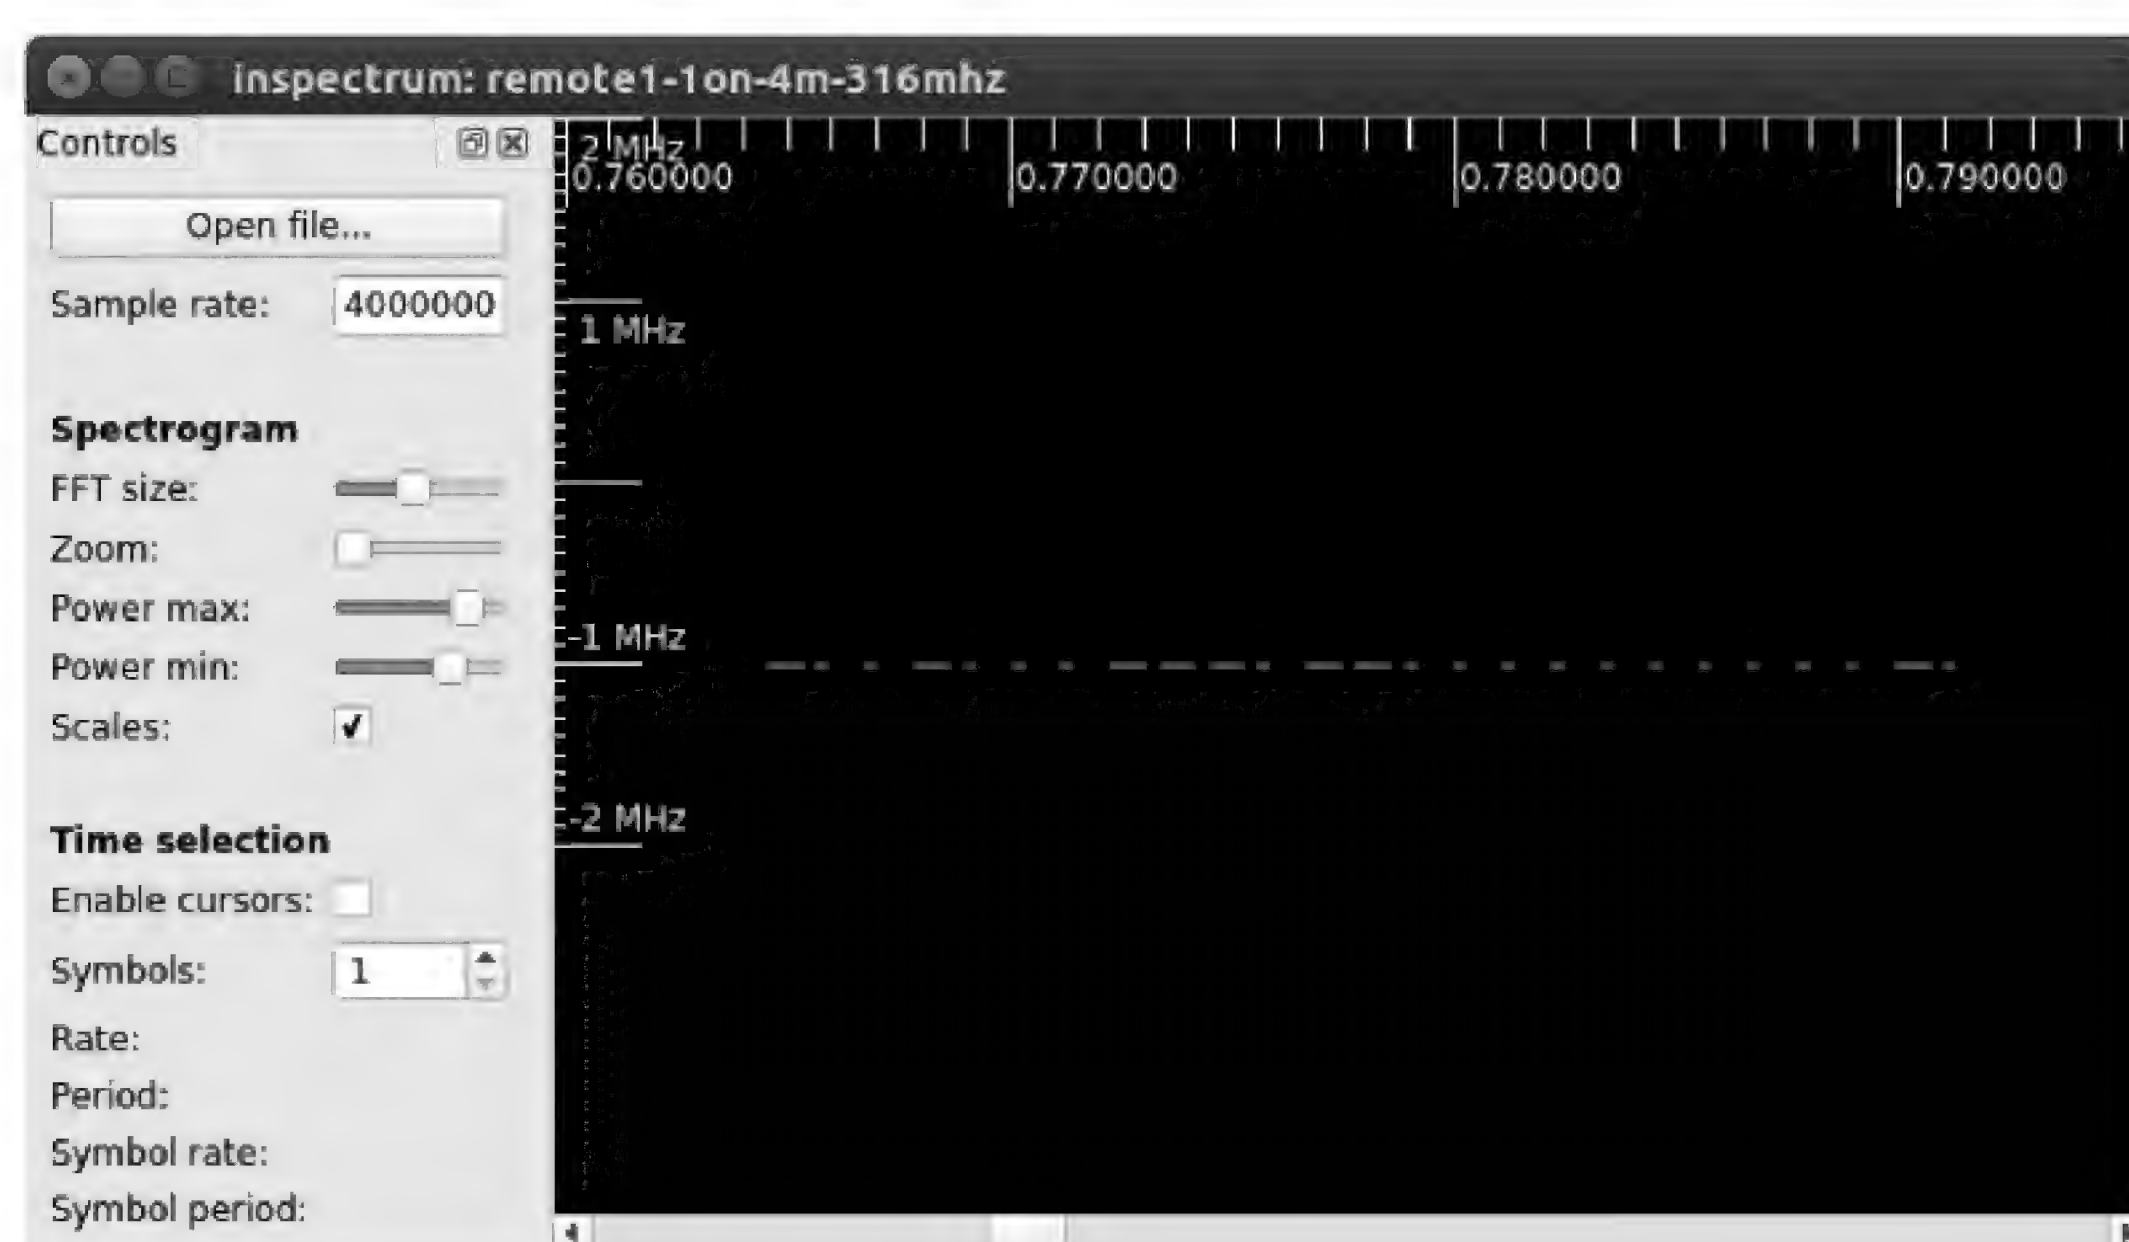 inspectrum: remote1-1on-4m-316mhz
Controls
Open file...
Sample rate: 4000000
Spectrogram
FFT size:
Zoom:
Power max:
Power min:
Scales:
Time selection
Enable cursors:
Symbols: 1
Rate:
Period:
Symbol rate:
Symbol period:
2 MHz
0.760000 0.770000 0.780000 0.790000
1 MHz
-1 MHz
-2 MHz